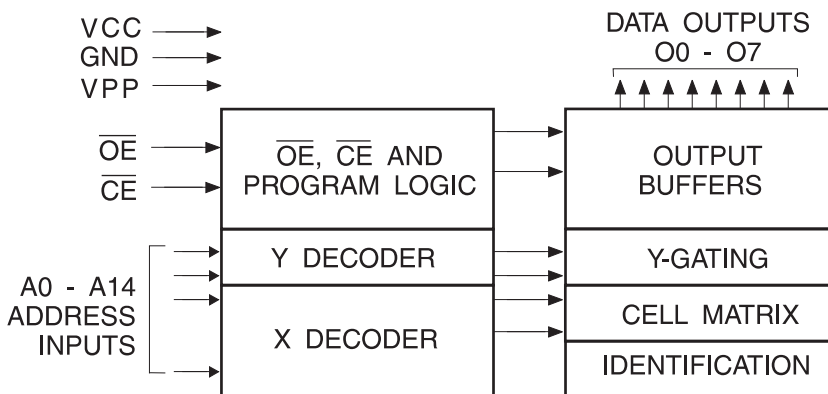 VCC
GND
VPP
DATA OUTPUTS
O0 - O7
OE
CE
OE, CE AND
PROGRAM LOGIC
OUTPUT
BUFFERS
A0 - A14
ADDRESS
INPUTS
Y DECODER
Y-GATING
X DECODER
CELL MATRIX
IDENTIFICATION